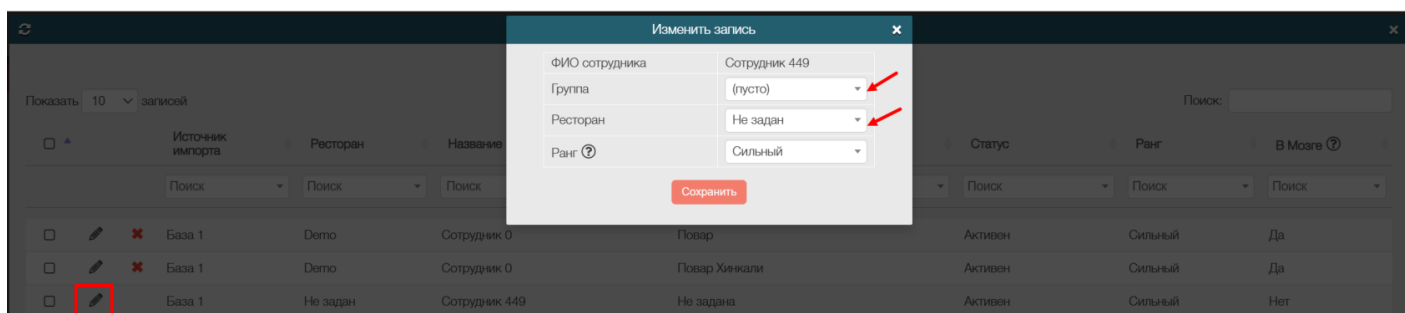 Изменить запись
ФИО сотрудника Сотрудник 449
Группа (пусто)
Показать 10 записей Поиск:
Ресторан Не задан
Источник импорта Ресторан Название Статус Ранг В Мозге ?
Ранг ? Сильный
Поиск Поиск Поиск Поиск Поиск Поиск
Сохранить
База 1 Demo Сотрудник 0 Повар Активен Сильный Да
База 1 Demo Сотрудник 0 Повар Хинкали Активен Сильный Да
База 1 Не задан Сотрудник 449 Не задана Активен Сильный Нет